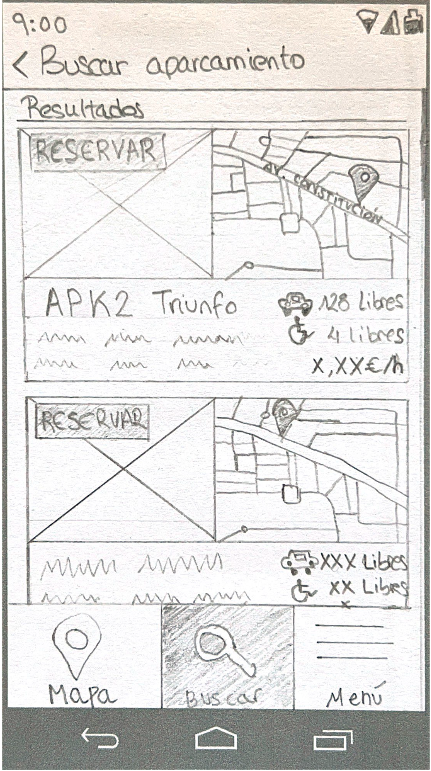 9:00
< Buscar aparcamiento
Resultados
RESERVAR
AV. CONSTITUCIÓN
APK2 Triunfo
128 Libres
4 Libres
X,XX€/h
RESERVAR
XXX Libres
XX Libres
Mapa
Buscar
Menú